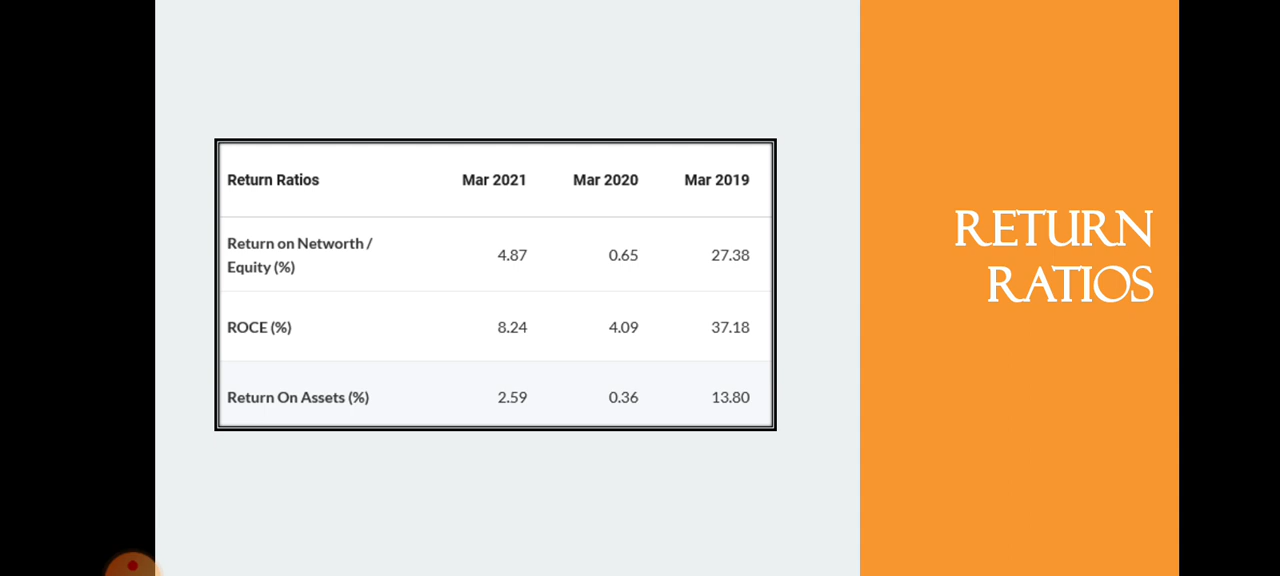 Return Ratios Mar 2021 Mar 2020 Mar 2019
Return on Networth /
Equity (%) 4.87 0.65 27.38
ROCE (%) 8.24 4.09 37.18
Return On Assets (%) 2.59 0.36 13.80
RETURN
RATIOS